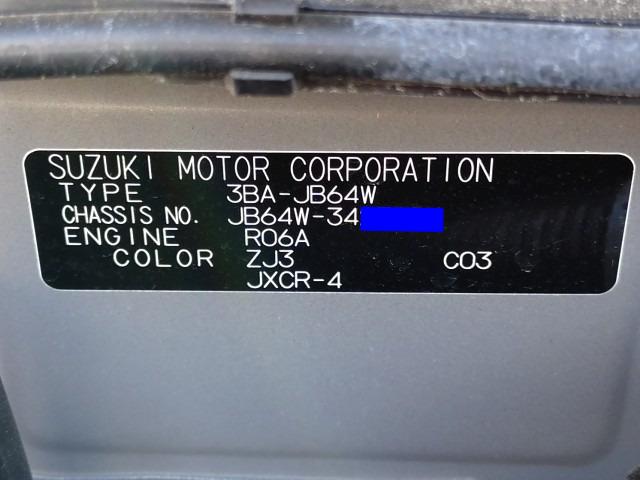 SUZUKI MOTOR CORPORATION
TYPE 3BA-JB64W
CHASSIS NO. JB64W-34
ENGINE R06A
COLOR ZJ3 C03
JXCR-4